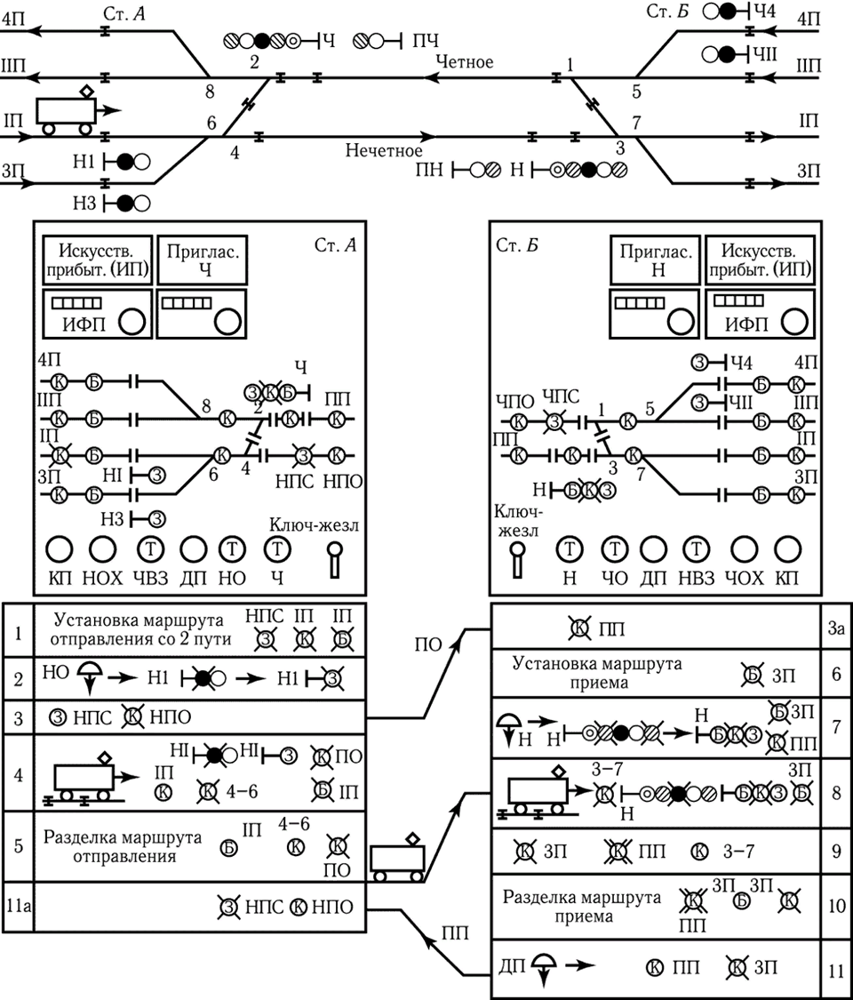 4П
Ст. А
Ст. Б
Ч4
4П
Ч
ПЧ
ЧII
IIП
2
Четное
1
IIП
8
5
IП
6
7
IП
4
Нечетное
3
Н1
ПН
Н
3П
3П
Н3
Искусств.
прибыт. (ИП)
Приглас.
Ч
Ст. А
ИФП
4П
Ч
IIП
8
2
К Б
К
З К Б
К
ПП
К
К Б
IП
К Б
6
4
К
З
К
НI
З
НПС
НПО
3П
К Б
Н3
З
Ключ-жезл
Т
Т
Т
КП
НОХ
ЧВЗ
ДП
НО
Ч
Ст. Б
Приглас.
Н
Искусств.
прибыт. (ИП)
ИФП
З
Ч4
4П
Б К
ЧПО
ЧПС
З
ЧII
IIП
К
З
1
К
5
Б К
ПП
IП
К
К
3
К
7
Б К
Н
Б К З
3П
Б К
Ключ-
жезл
Т
Т
Т
Н
ЧО
ДП
НВЗ
ЧОХ
КП
1
Установка маршрута
отправления со 2 пути
НПС
IП
IП
З
К
Б
2
НО
Н1
Н1
З
3
З
НПС
К
НПО
ПО
4
НI
НI
З
К
ПО
IП
К
К
4–6
Б
IП
5
Разделка маршрута
отправления
IП
Б
4–6
К
К
ПО
11а
З
НПС
К
НПО
ПП
К
ПП
3а
Установка маршрута
приема
Б
3П
6
Н
Н
Н
Б К З
Б
3П
К
ПП
7
3–7
К
Н
Б К З
3П
Б
8
К
3П
К
ПП
К
3–7
9
Разделка маршрута
приема
К
ПП
3П
Б
3П
К
10
ДП
К
ПП
К
3П
11